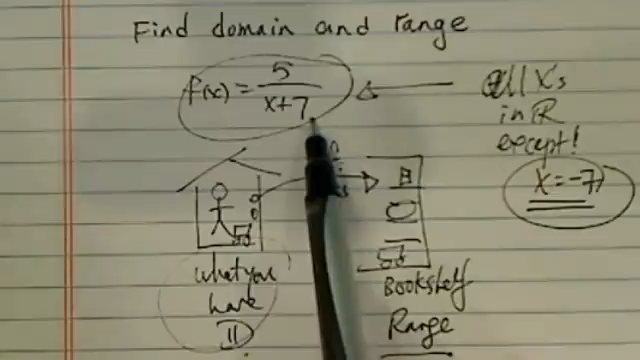 Find domain and range
f(x) = 5/(x+7)
all x's
in ℝ
except!
x = -7
what you
have
Bookshelf
Range